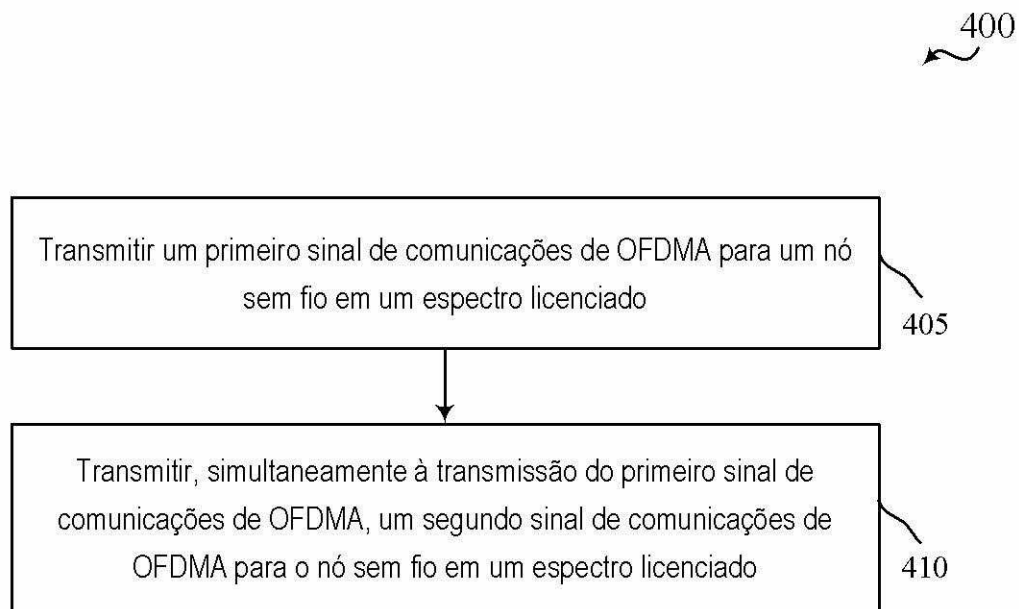 400
Transmitir um primeiro sinal de comunicações de OFDMA para um nó
sem fio em um espectro licenciado
405
Transmitir, simultaneamente à transmissão do primeiro sinal de
comunicações de OFDMA, um segundo sinal de comunicações de
OFDMA para o nó sem fio em um espectro licenciado
410